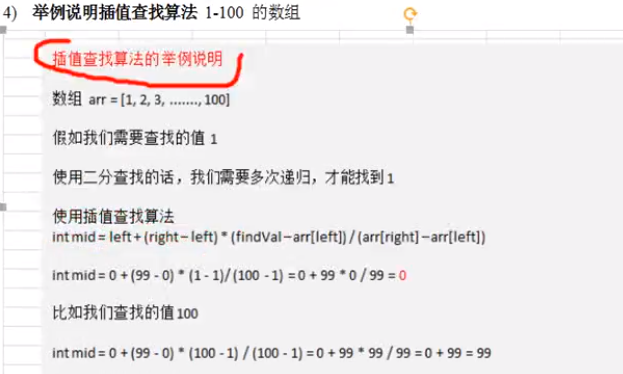 4) 举例说明插值查找算法 1-100 的数组
插值查找算法的举例说明
数组 arr = [1, 2, 3, ......., 100]
假如我们需要查找的值 1
使用二分查找的话，我们需要多次递归，才能找到 1
使用插值查找算法
int mid = left + (right – left) * (findVal – arr[left]) / (arr[right] – arr[left])
int mid = 0 + (99 - 0) * (1 - 1)/ (100 - 1) = 0 + 99 * 0 / 99 = 0
比如我们查找的值 100
int mid = 0 + (99 - 0) * (100 - 1) / (100 - 1) = 0 + 99 * 99 / 99 = 0 + 99 = 99